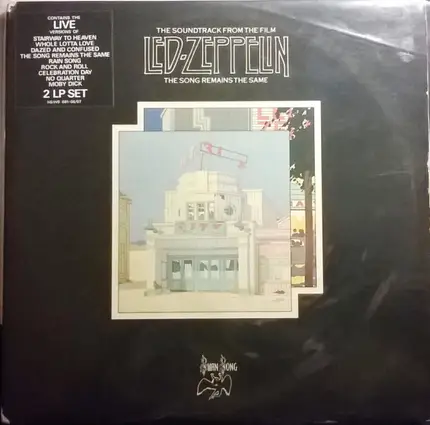 CONTAINS THE
LIVE
VERSIONS OF
STAIRWAY TO HEAVEN
WHOLE LOTTA LOVE
DAZED AND CONFUSED
THE SONG REMAINS THE SAME
RAIN SONG
ROCK AND ROLL
CELEBRATION DAY
NO QUARTER
MOBY DICK
2 LP SET
THE SOUNDTRACK FROM THE FILM
LED-ZEPPELIN
THE SONG REMAINS THE SAME
SWAN SONG